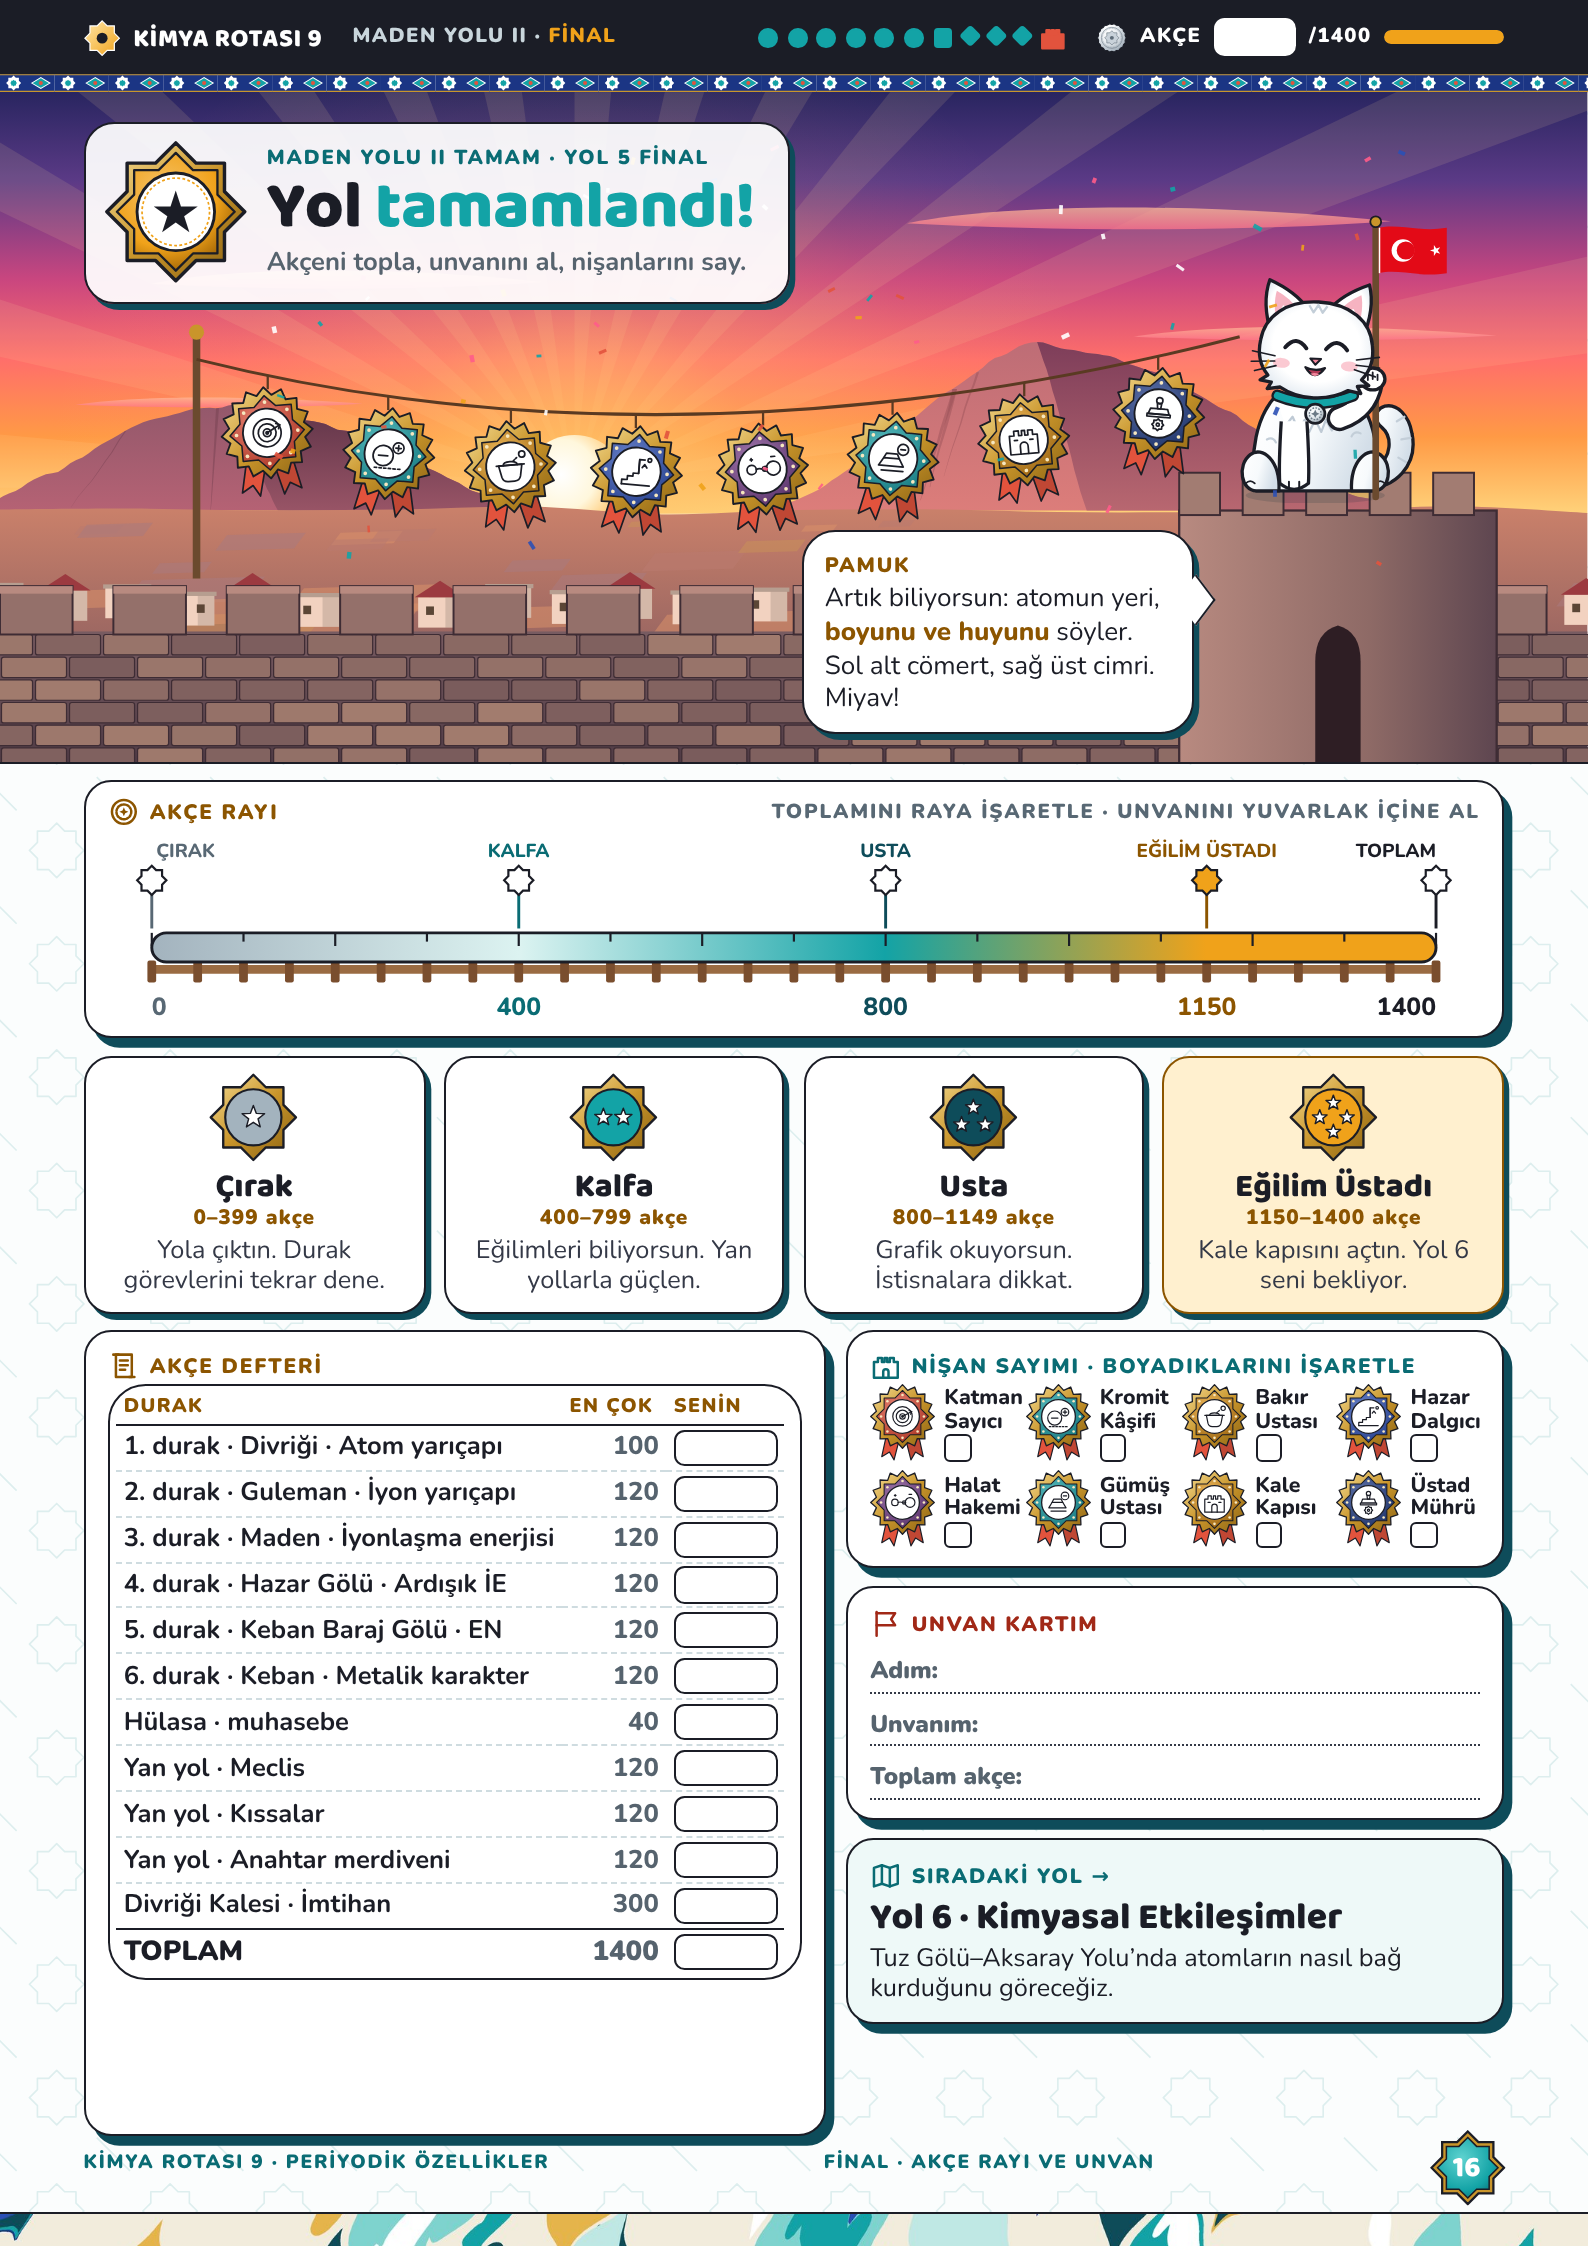 KİMYA ROTASI 9 MADEN YOLU II · FİNAL AKÇE /1400
MADEN YOLU II TAMAM · YOL 5 FİNAL
Yol tamamlandı!
Akçeni topla, unvanını al, nişanlarını say.
PAMUK
Artık biliyorsun: atomun yeri,
boyunu ve huyunu söyler.
Sol alt cömert, sağ üst cimri.
Miyav!
AKÇE RAYI TOPLAMINI RAYA İŞARETLE · UNVANINI YUVARLAK İÇİNE AL
ÇIRAK KALFA USTA EĞİLİM ÜSTADI TOPLAM
0 400 800 1150 1400
Çırak
0–399 akçe
Yola çıktın. Durak
görevlerini tekrar dene.
Kalfa
400–799 akçe
Eğilimleri biliyorsun. Yan
yollarla güçlen.
Usta
800–1149 akçe
Grafik okuyorsun.
İstisnalara dikkat.
Eğilim Üstadı
1150–1400 akçe
Kale kapısını açtın. Yol 6
seni bekliyor.
AKÇE DEFTERİ
DURAK EN ÇOK SENİN
1. durak · Divriği · Atom yarıçapı 100
2. durak · Guleman · İyon yarıçapı 120
3. durak · Maden · İyonlaşma enerjisi 120
4. durak · Hazar Gölü · Ardışık İE 120
5. durak · Keban Baraj Gölü · EN 120
6. durak · Keban · Metalik karakter 120
Hülasa · muhasebe 40
Yan yol · Meclis 120
Yan yol · Kıssalar 120
Yan yol · Anahtar merdiveni 120
Divriği Kalesi · İmtihan 300
TOPLAM 1400
NİŞAN SAYIMI · BOYADIKLARINI İŞARETLE
Katman Sayıcı
Kromit Kâşifi
Bakır Ustası
Hazar Dalgıcı
Halat Hakemi
Gümüş Ustası
Kale Kapısı
Üstad Mührü
UNVAN KARTIM
Adım:
Unvanım:
Toplam akçe:
SIRADAKİ YOL →
Yol 6 · Kimyasal Etkileşimler
Tuz Gölü–Aksaray Yolu’nda atomların nasıl bağ
kurduğunu göreceğiz.
KİMYA ROTASI 9 · PERİYODİK ÖZELLİKLER FİNAL · AKÇE RAYI VE UNVAN 16